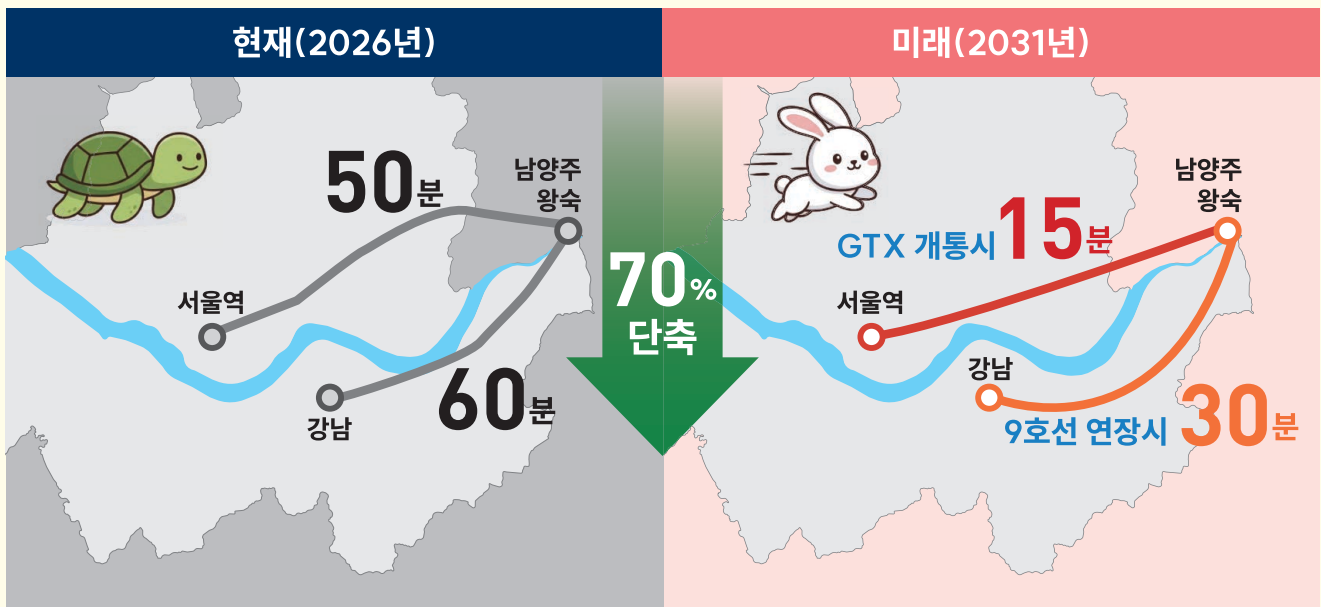 현재(2026년)
미래(2031년)
50분
남양주
왕숙
서울역
60분
강남
70%
단축
남양주
왕숙
GTX 개통시 15분
서울역
강남
9호선 연장시 30분